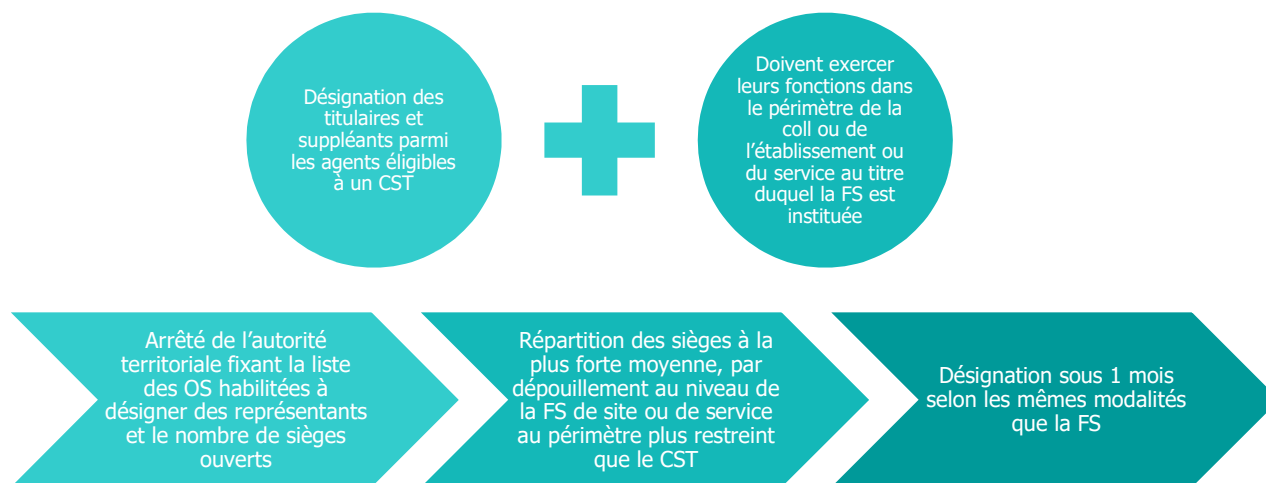 Désignation des
titulaires et
suppléants parmi
les agents éligibles
à un CST
Doivent exercer
leurs fonctions dans
le périmètre de la
coll ou de
l'établissement ou
du service au titre
duquel la FS est
instituée
Arrêté de l'autorité
territoriale fixant la liste
des OS habilitées à
désigner des représentants
et le nombre de sièges
ouverts
Répartition des sièges à la
plus forte moyenne, par
dépouillement au niveau de
la FS de site ou de service
au périmètre plus restreint
que le CST
Désignation sous 1 mois
selon les mêmes modalités
que la FS